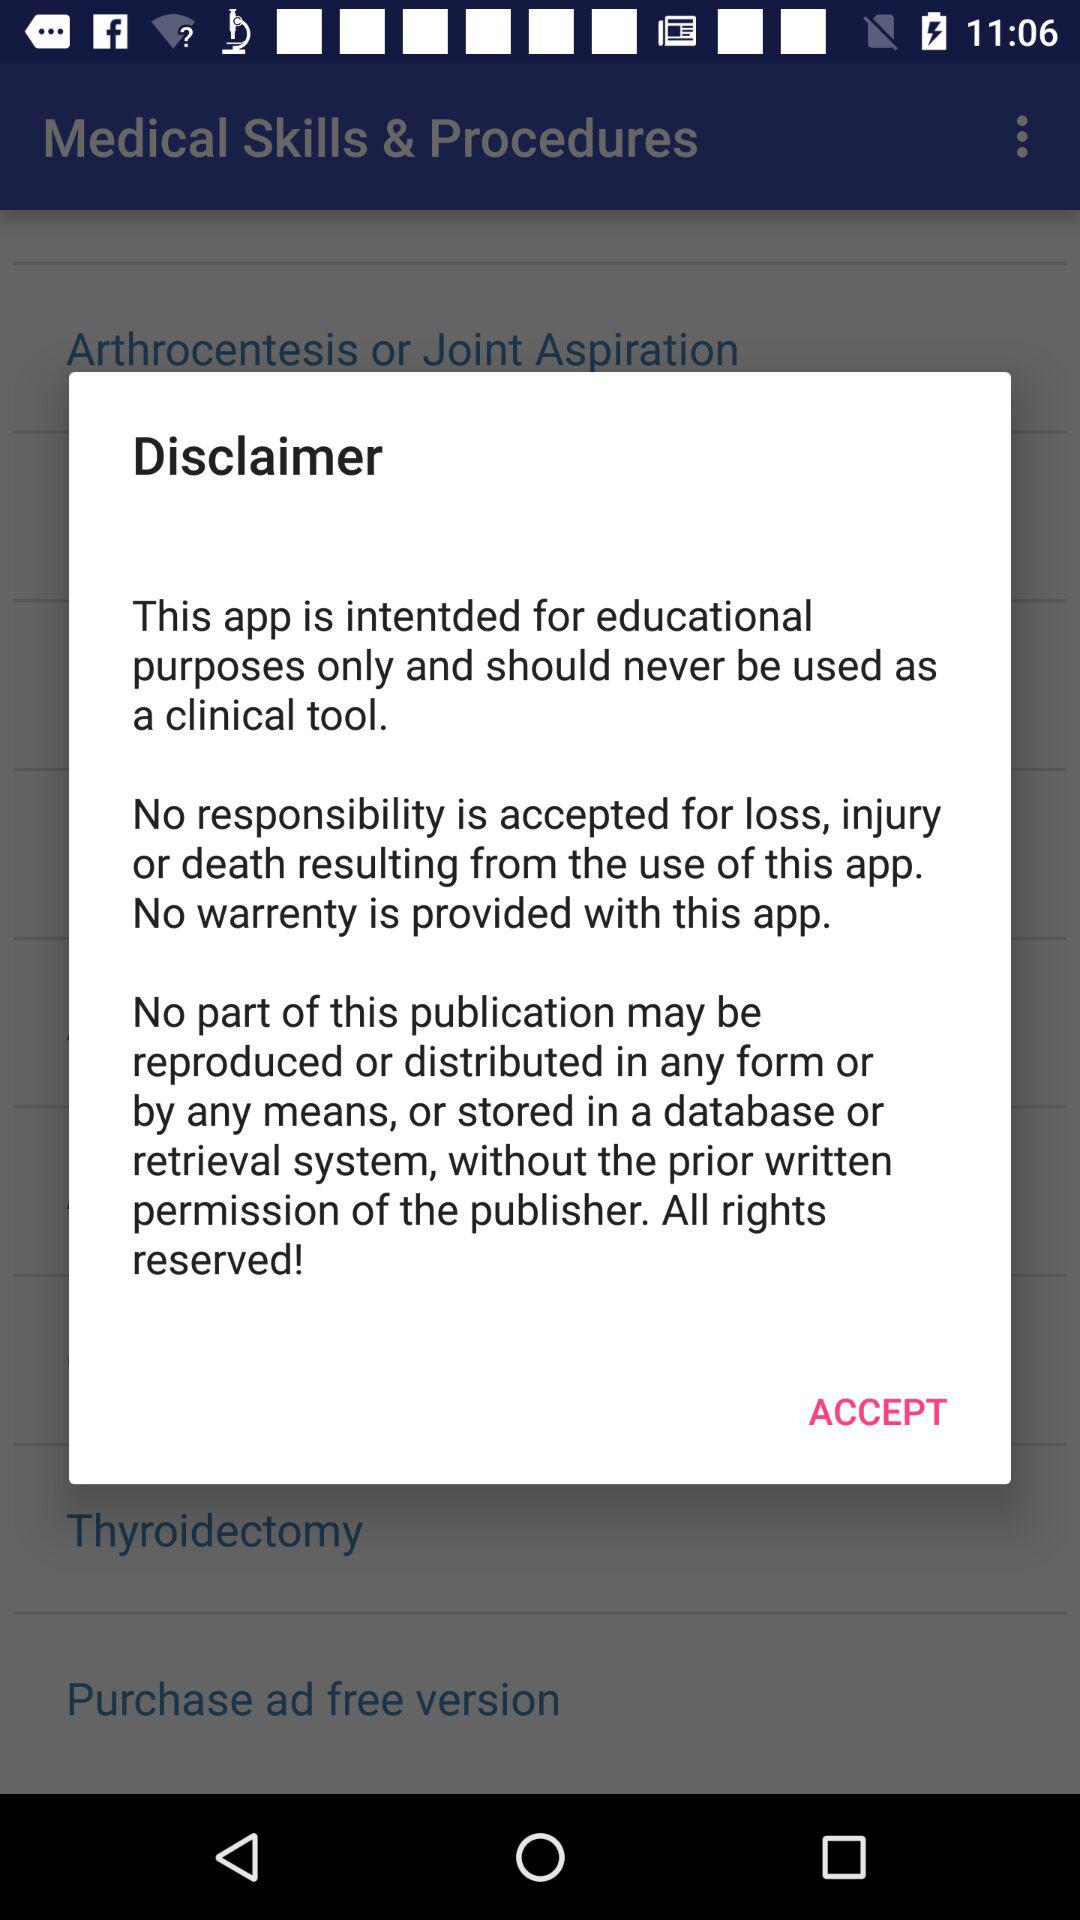 11:06
Medical Skills & Procedures
Arthrocentesis or Joint Aspiration
Disclaimer
This app is intentded for educational
purposes only and should never be used as
a clinical tool.
No responsibility is accepted for loss, injury
or death resulting from the use of this app.
No warrenty is provided with this app.
No part of this publication may be
reproduced or distributed in any form or
by any means, or stored in a database or
retrieval system, without the prior written
permission of the publisher. All rights
reserved!
ACCEPT
Thyroidectomy
Purchase ad free version